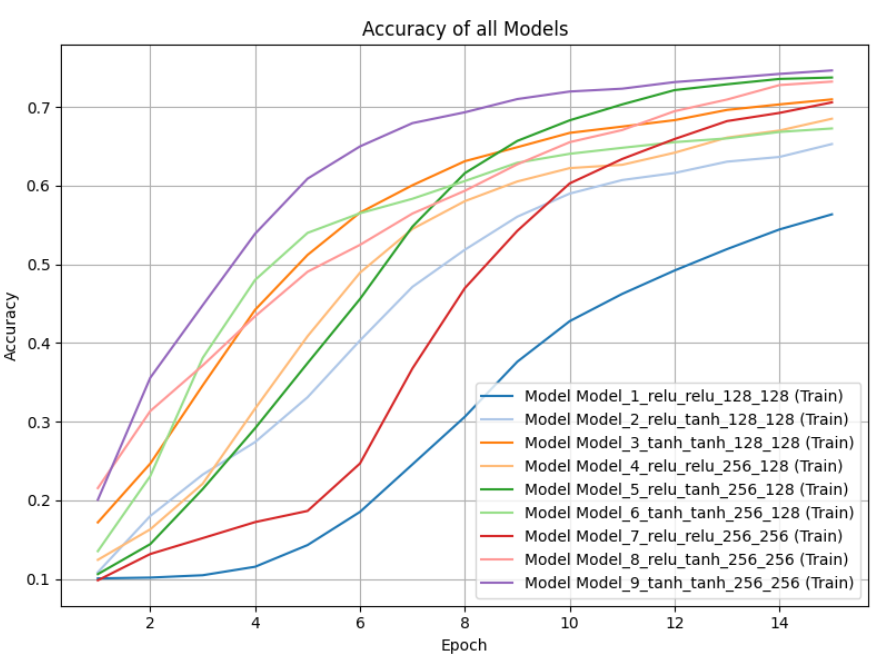 Accuracy of all Models
Accuracy
0.7
0.6
0.5
0.4
0.3
0.2
0.1
Model Model_1_relu_relu_128_128 (Train)
Model Model_2_relu_tanh_128_128 (Train)
Model Model_3_tanh_tanh_128_128 (Train)
Model Model_4_relu_relu_256_128 (Train)
Model Model_5_relu_tanh_256_128 (Train)
Model Model_6_tanh_tanh_256_128 (Train)
Model Model_7_relu_relu_256_256 (Train)
Model Model_8_relu_tanh_256_256 (Train)
Model Model_9_tanh_tanh_256_256 (Train)
2 4 6 8 10 12 14
Epoch